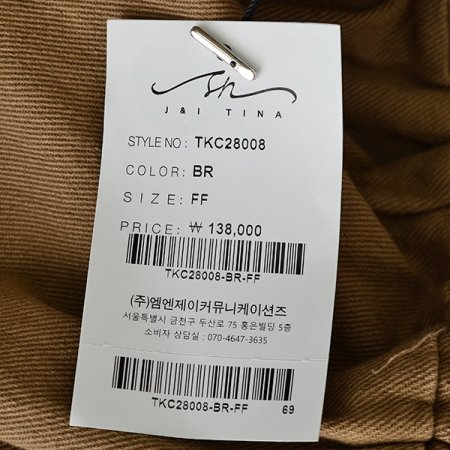 sn
J&I TINA
STYLE NO : TKC28008
COLOR: BR
SIZE: FF
PRICE: ₩ 138,000
TKC28008-BR-FF
(주)엠엔제이커뮤니케이션즈
서울특별시 금천구 두산로 75 홍은빌딩 5층
소비자 상담실 : 070-4647-3635
TKC28008-BR-FF
69